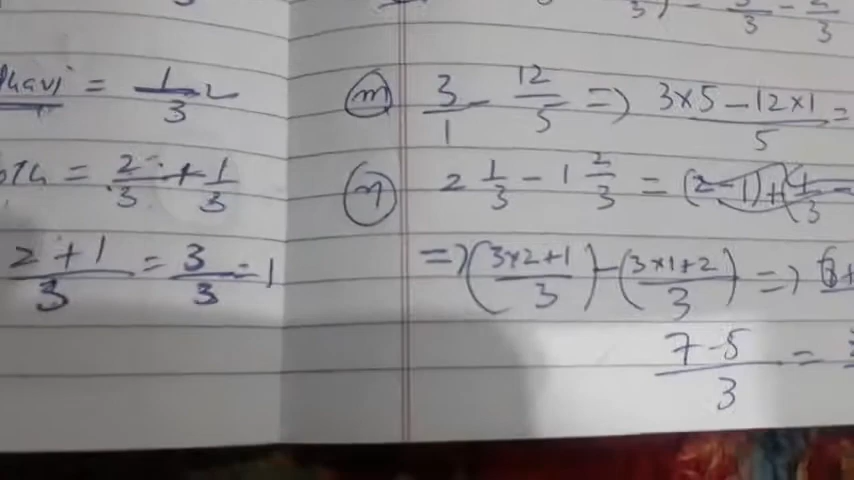 = 1/3
= 2/3 + 1/3
2+1/3 = 3/3 = 1
(m) 3/1 - 12/5 => 3×5-12×1/5 =
(n) 2 1/3 - 1 2/3 = (2-1)+(1/3 -
=> (3×2+1/3) - (3×1+2/3) =>
7-5/3 =